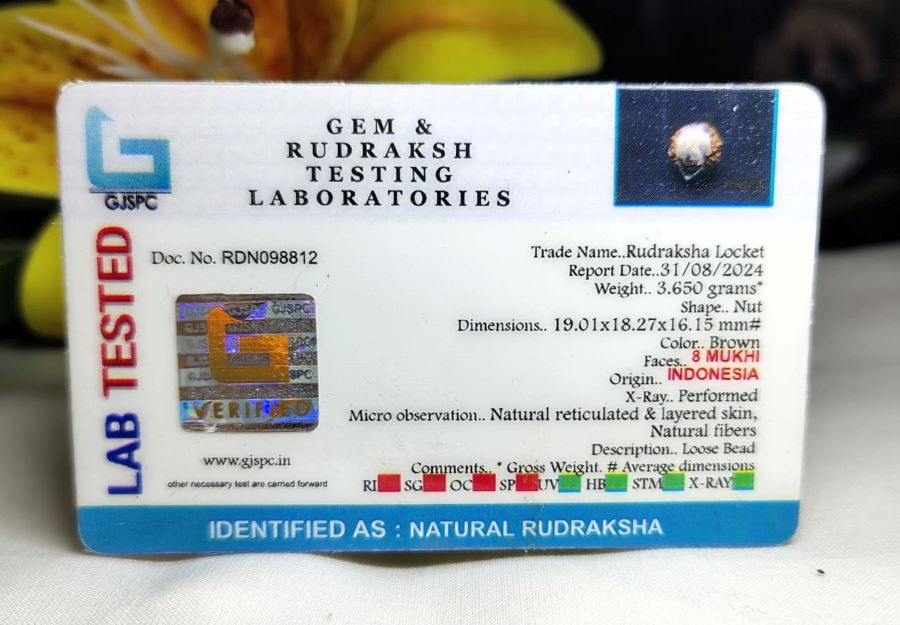 GEM &
RUDRAKSH
TESTING
LABORATORIES
GJSPC
LAB TESTED
Doc. No. RDN098812
GJSPC
VERIFIED
www.gjspc.in
other necessary test are carried forward
Trade Name..Rudraksha Locket
Report Date..31/08/2024
Weight.. 3.650 grams*
Shape.. Nut
Dimensions.. 19.01x18.27x16.15 mm#
Color.. Brown
Faces.. 8 MUKHI
Origin.. INDONESIA
X-Ray.. Performed
Micro observation.. Natural reticulated & layered skin,
Natural fibers
Description.. Loose Bead
Comments.. * Gross Weight. # Average dimensions
RI SG OC SP UV HB STM X-RAY
IDENTIFIED AS : NATURAL RUDRAKSHA